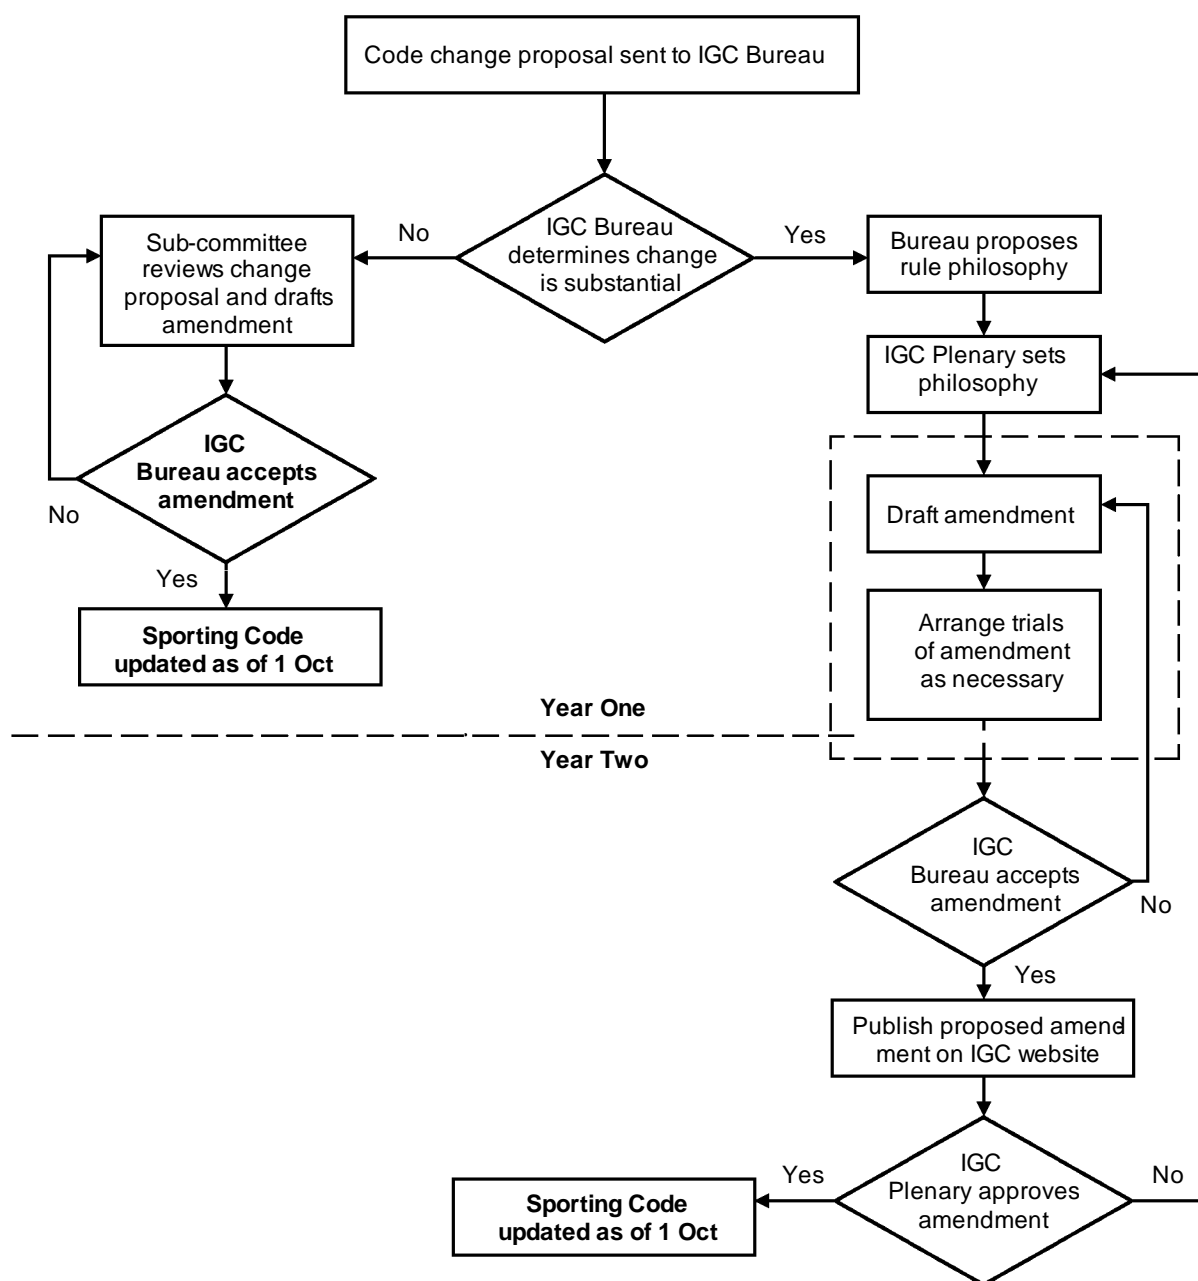 Code change proposal sent to IGC Bureau
IGC Bureau
determines change
is substantial
No
Yes
Sub-committee
reviews change
proposal and drafts
amendment
Bureau proposes
rule philosophy
IGC Plenary sets
philosophy
IGC
Bureau accepts
amendment
No
Yes
Sporting Code
updated as of 1 Oct
Draft amendment
Arrange trials
of amendment
as necessary
Year One
Year Two
IGC
Bureau accepts
amendment
No
Yes
Publish proposed amend-
ment on IGC website
IGC
Plenary approves
amendment
Yes
No
Sporting Code
updated as of 1 Oct